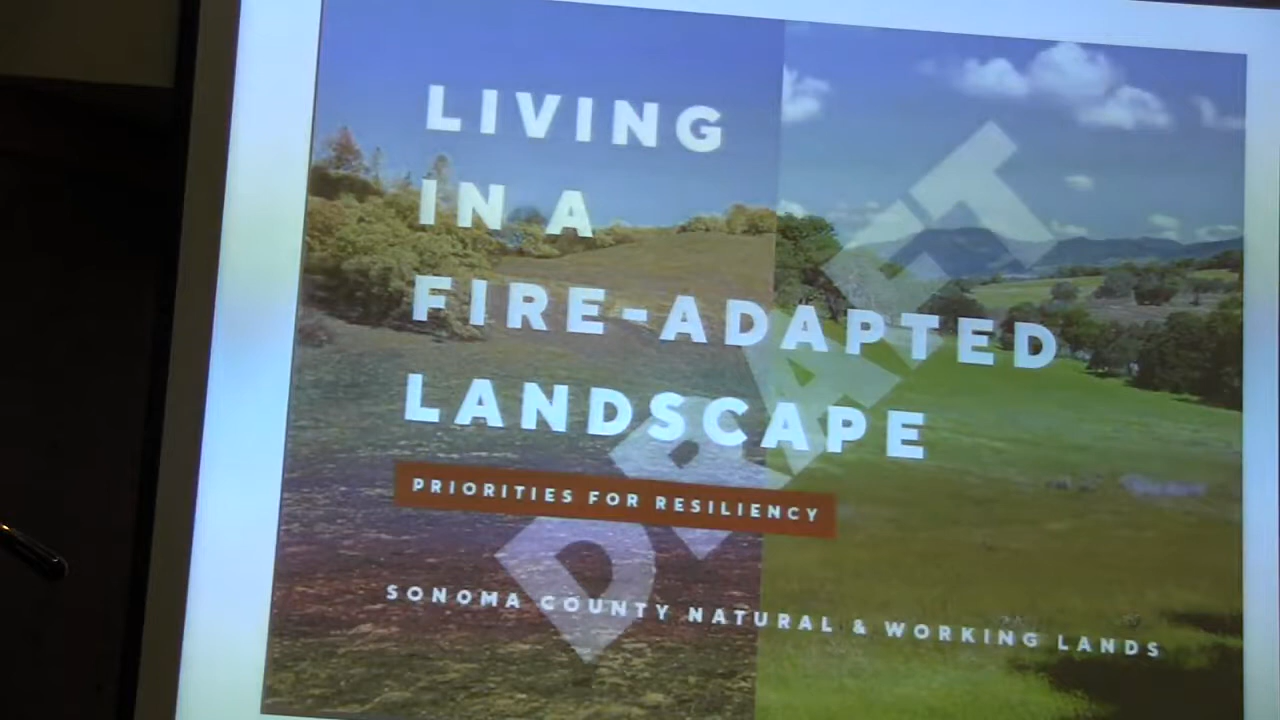 LIVING
IN A
FIRE-ADAPTED
LANDSCAPE
DRAFT
PRIORITIES FOR RESILIENCY
SONOMA COUNTY NATURAL & WORKING LANDS